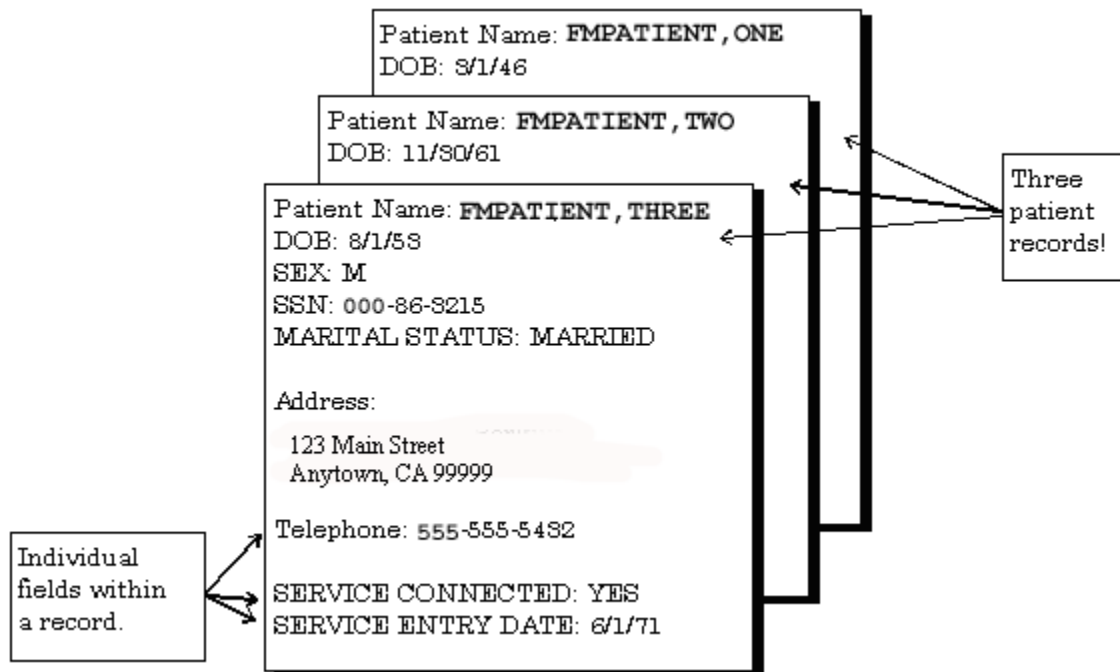 Patient Name: FMPATIENT,ONE
DOB: 3/1/46
Patient Name: FMPATIENT,TWO
DOB: 11/30/61
Patient Name: FMPATIENT,THREE
DOB: 8/1/53
SEX: M
SSN: 000-86-3215
MARITAL STATUS: MARRIED
Address:
123 Main Street
Anytown, CA 99999
Telephone: 555-555-5432
SERVICE CONNECTED: YES
SERVICE ENTRY DATE: 6/1/71
Three
patient
records!
Individual
fields within
a record.